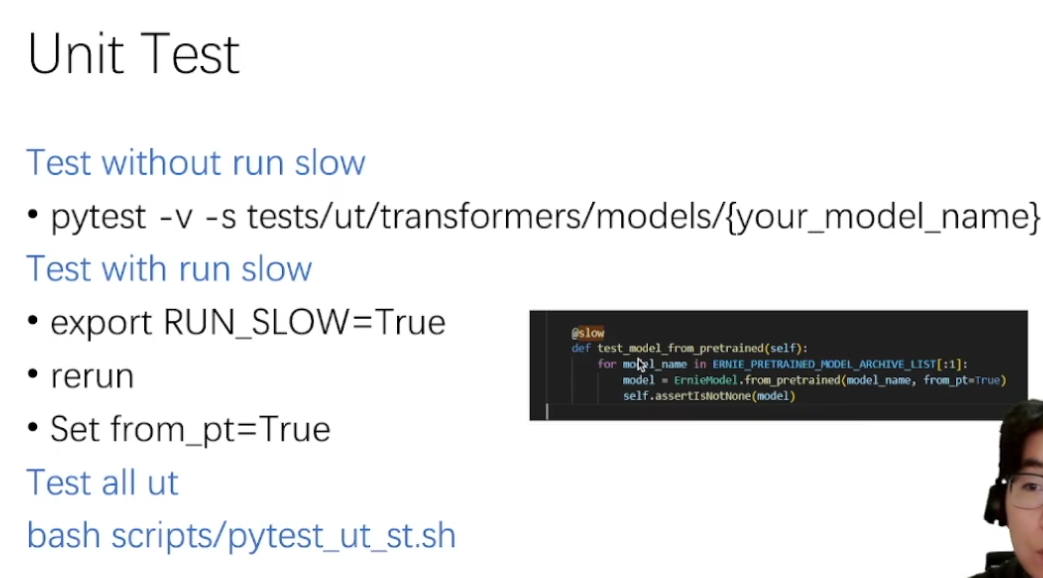 Unit Test
Test without run slow
• pytest -v -s tests/ut/transformers/models/{your_model_name}
Test with run slow
• export RUN_SLOW=True
• rerun
• Set from_pt=True
Test all ut
bash scripts/pytest_ut_st.sh
@slow
def test_model_from_pretrained(self):
for model_name in ERNIE_PRETRAINED_MODEL_ARCHIVE_LIST[:1]:
model = ErnieModel.from_pretrained(model_name, from_pt=True)
self.assertIsNotNone(model)